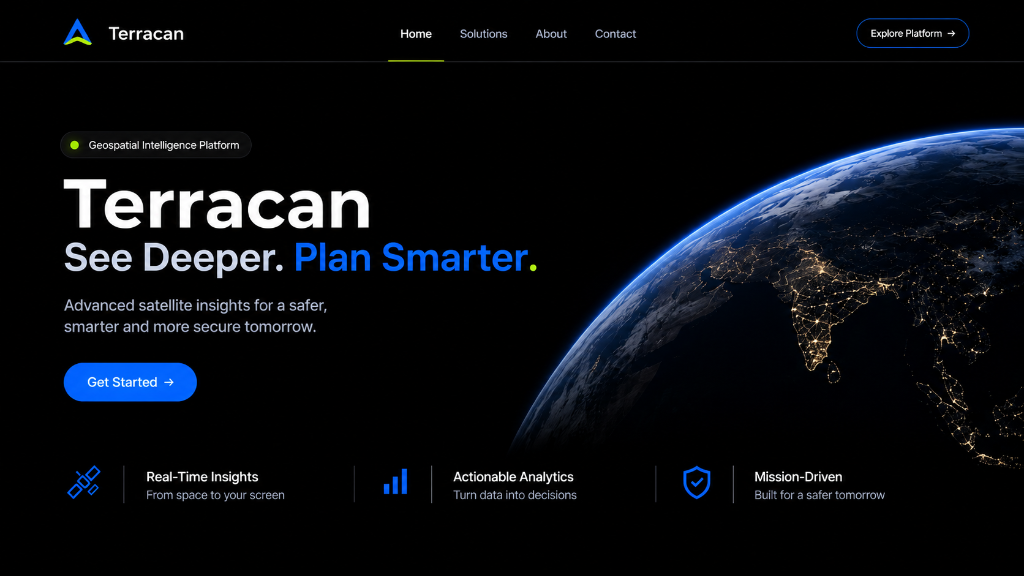 Terracan
Home Solutions About Contact
Explore Platform →
Geospatial Intelligence Platform
Terracan
See Deeper. Plan Smarter.
Advanced satellite insights for a safer,
smarter and more secure tomorrow.
Get Started →
Real-Time Insights
From space to your screen
Actionable Analytics
Turn data into decisions
Mission-Driven
Built for a safer tomorrow